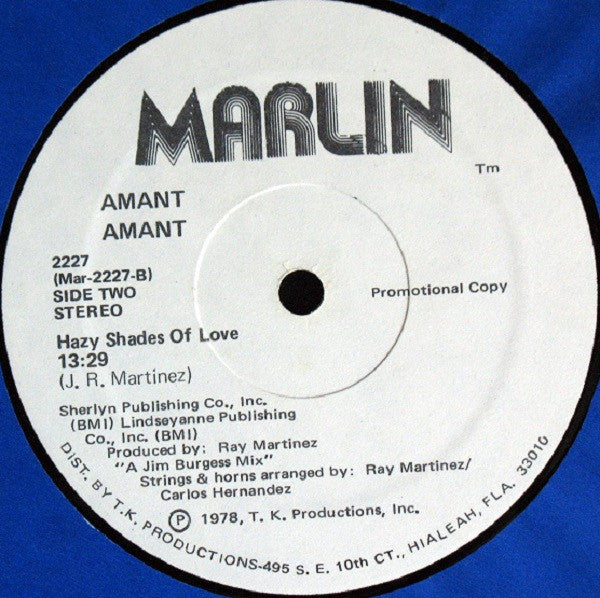 MARLIN
Tm
AMANT
AMANT
2227
(Mar-2227-B)
SIDE TWO
STEREO
Promotional Copy
Hazy Shades Of Love
13:29
(J. R. Martinez)
Sherlyn Publishing Co., Inc.
(BMI) Lindseyanne Publishing
Co., Inc. (BMI)
Produced by: Ray Martinez
"A Jim Burgess Mix"
Strings & horns arranged by: Ray Martinez/
Carlos Hernandez
℗ 1978, T. K. Productions, Inc.
DIST. BY T.K. PRODUCTIONS-495 S. E. 10th CT., HIALEAH, FLA. 33010